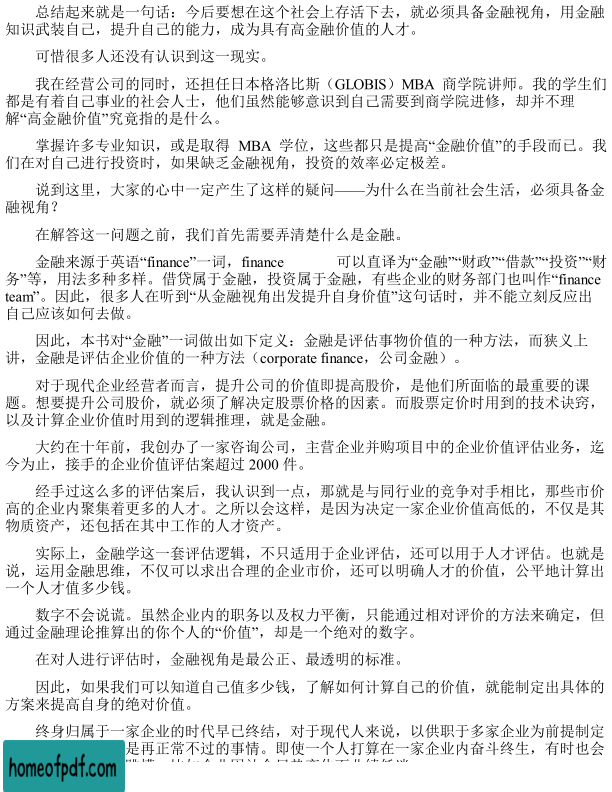 总结起来就是一句话：今后要想在这个社会上存活下去，就必须具备金融视角，用金融
知识武装自己，提升自己的能力，成为具有高金融价值的人才。
可惜很多人还没有认识到这一现实。
我在经营公司的同时，还担任日本格洛比斯（GLOBIS）MBA 商学院讲师。我的学生们
都是有着自己事业的社会人士，他们虽然能够意识到自己需要到商学院进修，却并不理
解“高金融价值”究竟指的是什么。
掌握许多专业知识，或是取得 MBA 学位，这些都只是提高“金融价值”的手段而已。我
们在对自己进行投资时，如果缺乏金融视角，投资的效率必定极差。
说到这里，大家的心中一定产生了这样的疑问——为什么在当前社会生活，必须具备金
融视角？
在解答这一问题之前，我们首先需要弄清楚什么是金融。
金融来源于英语“finance”一词，finance 可以直译为“金融”“财政”“借款”“投资”“财
务”等，用法多种多样。借贷属于金融，投资属于金融，有些企业的财务部门也叫作“finance
team”。因此，很多人在听到“从金融视角出发提升自身价值”这句话时，并不能立刻反应出
自己应该如何去做。
因此，本书对“金融”一词做出如下定义：金融是评估事物价值的一种方法，而狭义上
讲，金融是评估企业价值的一种方法（corporate finance，公司金融）。
对于现代企业经营者而言，提升公司的价值即提高股价，是他们所面临的最重要的课
题。想要提升公司股价，就必须了解决定股票价格的因素。而股票定价时用到的技术诀窍，
以及计算企业价值时用到的逻辑推理，就是金融。
大约在十年前，我创办了一家咨询公司，主营企业并购项目中的企业价值评估业务，迄
今为止，接手的企业价值评估案超过 2000 件。
经手过这么多的评估案后，我认识到一点，那就是与同行业的竞争对手相比，那些市价
高的企业内聚集着更多的人才。之所以会这样，是因为决定一家企业价值高低的，不仅是其
物质资产，还包括在其中工作的人才资产。
实际上，金融学这一套评估逻辑，不只适用于企业评估，还可以用于人才评估。也就是
说，运用金融思维，不仅可以求出合理的企业市价，还可以明确人才的价值，公平地计算出
一个人才值多少钱。
数字不会说谎。虽然企业内的职务以及权力平衡，只能通过相对评价的方法来确定，但
通过金融理论推算出的你个人的“价值”，却是一个绝对的数字。
在对人进行评估时，金融视角是最公正、最透明的标准。
因此，如果我们可以知道自己值多少钱，了解如何计算自己的价值，就能制定出具体的
方案来提高自身的绝对价值。
终身归属于一家企业的时代早已终结，对于现代人来说，以供职于多家企业为前提制定
是再正常不过的事情。即使一个人打算在一家企业内奋斗终生，有时也会
homeofpdf.com